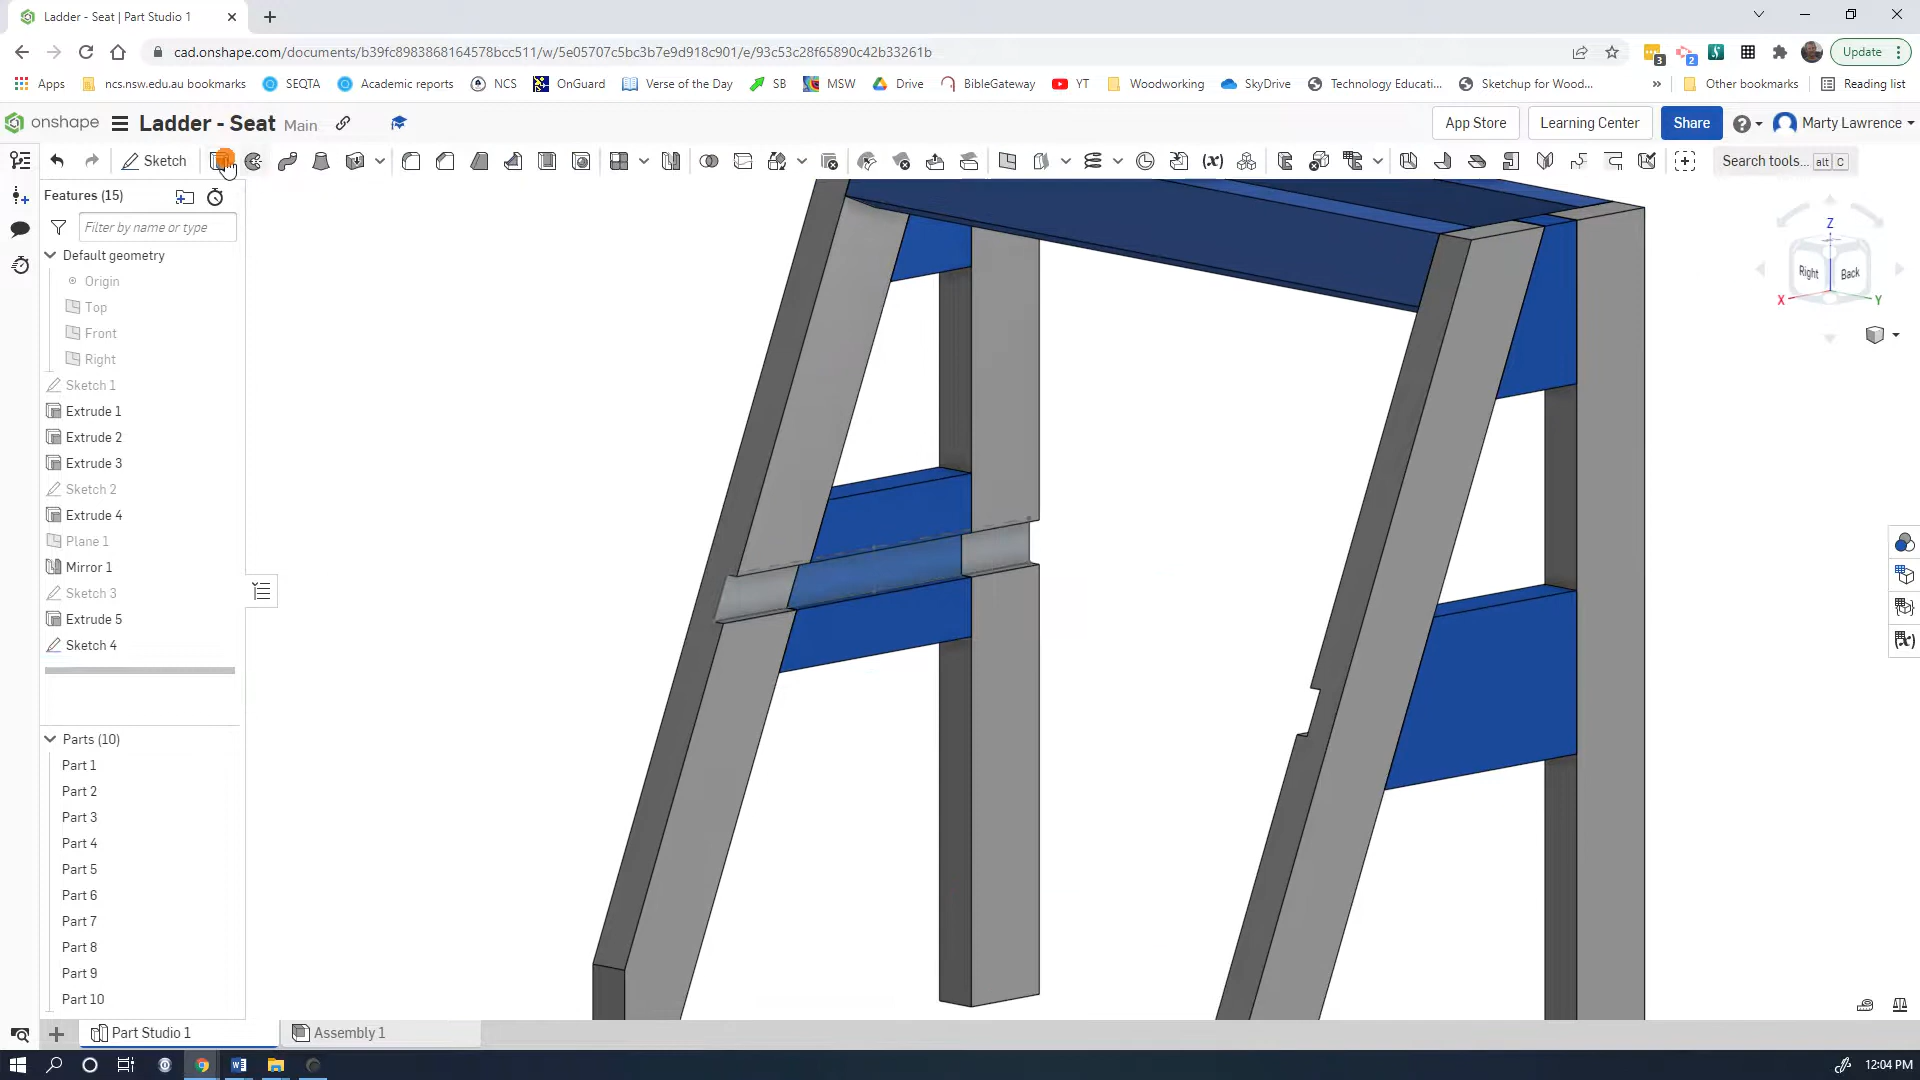 Ladder - Seat | Part Studio 1
cad.onshape.com/documents/b39fc8983868164578bcc511/w/5e05707c5bc3b7e9d918c901/e/93c53c28f65890c42b33261b
3
2
Update
Apps
ncs.nsw.edu.au bookmarks
SEQTA
Academic reports
NCS
OnGuard
Verse of the Day
SB
MSW
Drive
BibleGateway
YT
Woodworking
SkyDrive
Technology Educati...
Sketchup for Wood...
»
Other bookmarks
Reading list
onshape
Ladder - Seat Main
App Store
Learning Center
Share
Marty Lawrence
Sketch
(x)
Search tools... alt C
Features (15)
Filter by name or type
Default geometry
Origin
Top
Front
Right
Sketch 1
Extrude 1
Extrude 2
Extrude 3
Sketch 2
Extrude 4
Plane 1
Mirror 1
Sketch 3
Extrude 5
Sketch 4
Parts (10)
Part 1
Part 2
Part 3
Part 4
Part 5
Part 6
Part 7
Part 8
Part 9
Part 10
Z
Right
Back
X
Y
(x)
Part Studio 1
Assembly 1
12:04 PM